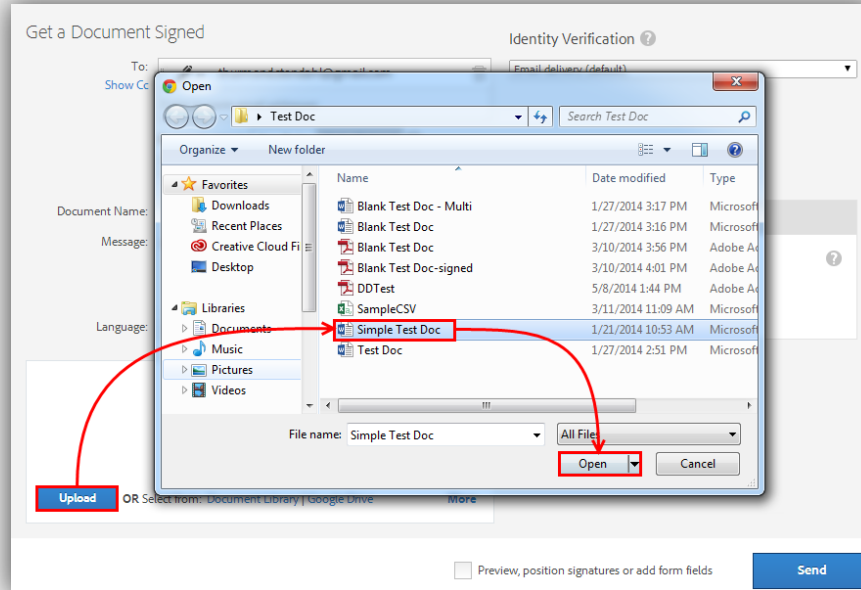 Get a Document Signed
Identity Verification ?
To:
Email delivery (default)
Show Cc
Open
Test Doc
Search Test Doc
Organize
New folder
Name Date modified Type
Favorites
Downloads
Recent Places
Creative Cloud Fi
Desktop
Libraries
Documents
Music
Pictures
Videos
Blank Test Doc - Multi 1/27/2014 3:17 PM Microsoft
Blank Test Doc 1/27/2014 3:16 PM Microsoft
Blank Test Doc 3/10/2014 3:56 PM Adobe Ac
Blank Test Doc-signed 3/10/2014 4:01 PM Adobe Ac
DDTest 5/8/2014 1:44 PM Adobe Ac
SampleCSV 3/11/2014 11:09 AM Microsoft
Simple Test Doc 1/21/2014 10:53 AM Microsoft
Test Doc 1/27/2014 2:51 PM Microsoft
File name: Simple Test Doc
All Files
Open
Cancel
Document Name:
Message:
?
Language:
Upload OR Select from: Document Library | Google Drive More
Preview, position signatures or add form fields
Send